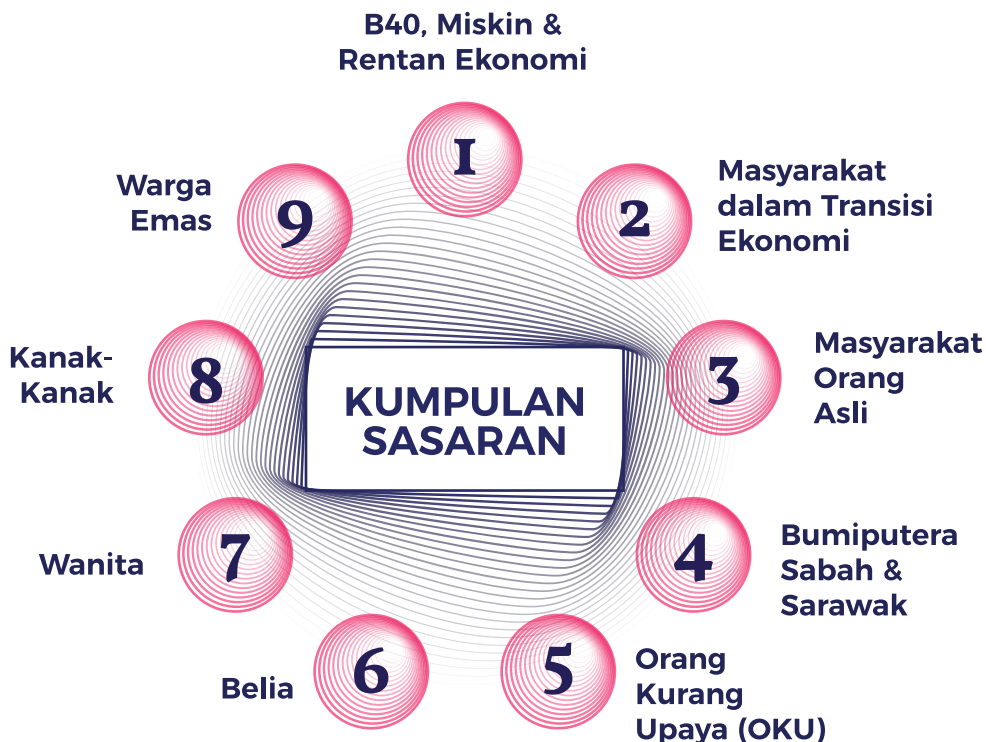 B40, Miskin &
Rentan Ekonomi
1
2
Masyarakat
dalam Transisi
Ekonomi
3
Masyarakat
Orang
Asli
4
Bumiputera
Sabah &
Sarawak
5
Orang
Kurang
Upaya (OKU)
6
Belia
7
Wanita
8
Kanak-
Kanak
9
Warga
Emas
KUMPULAN
SASARAN